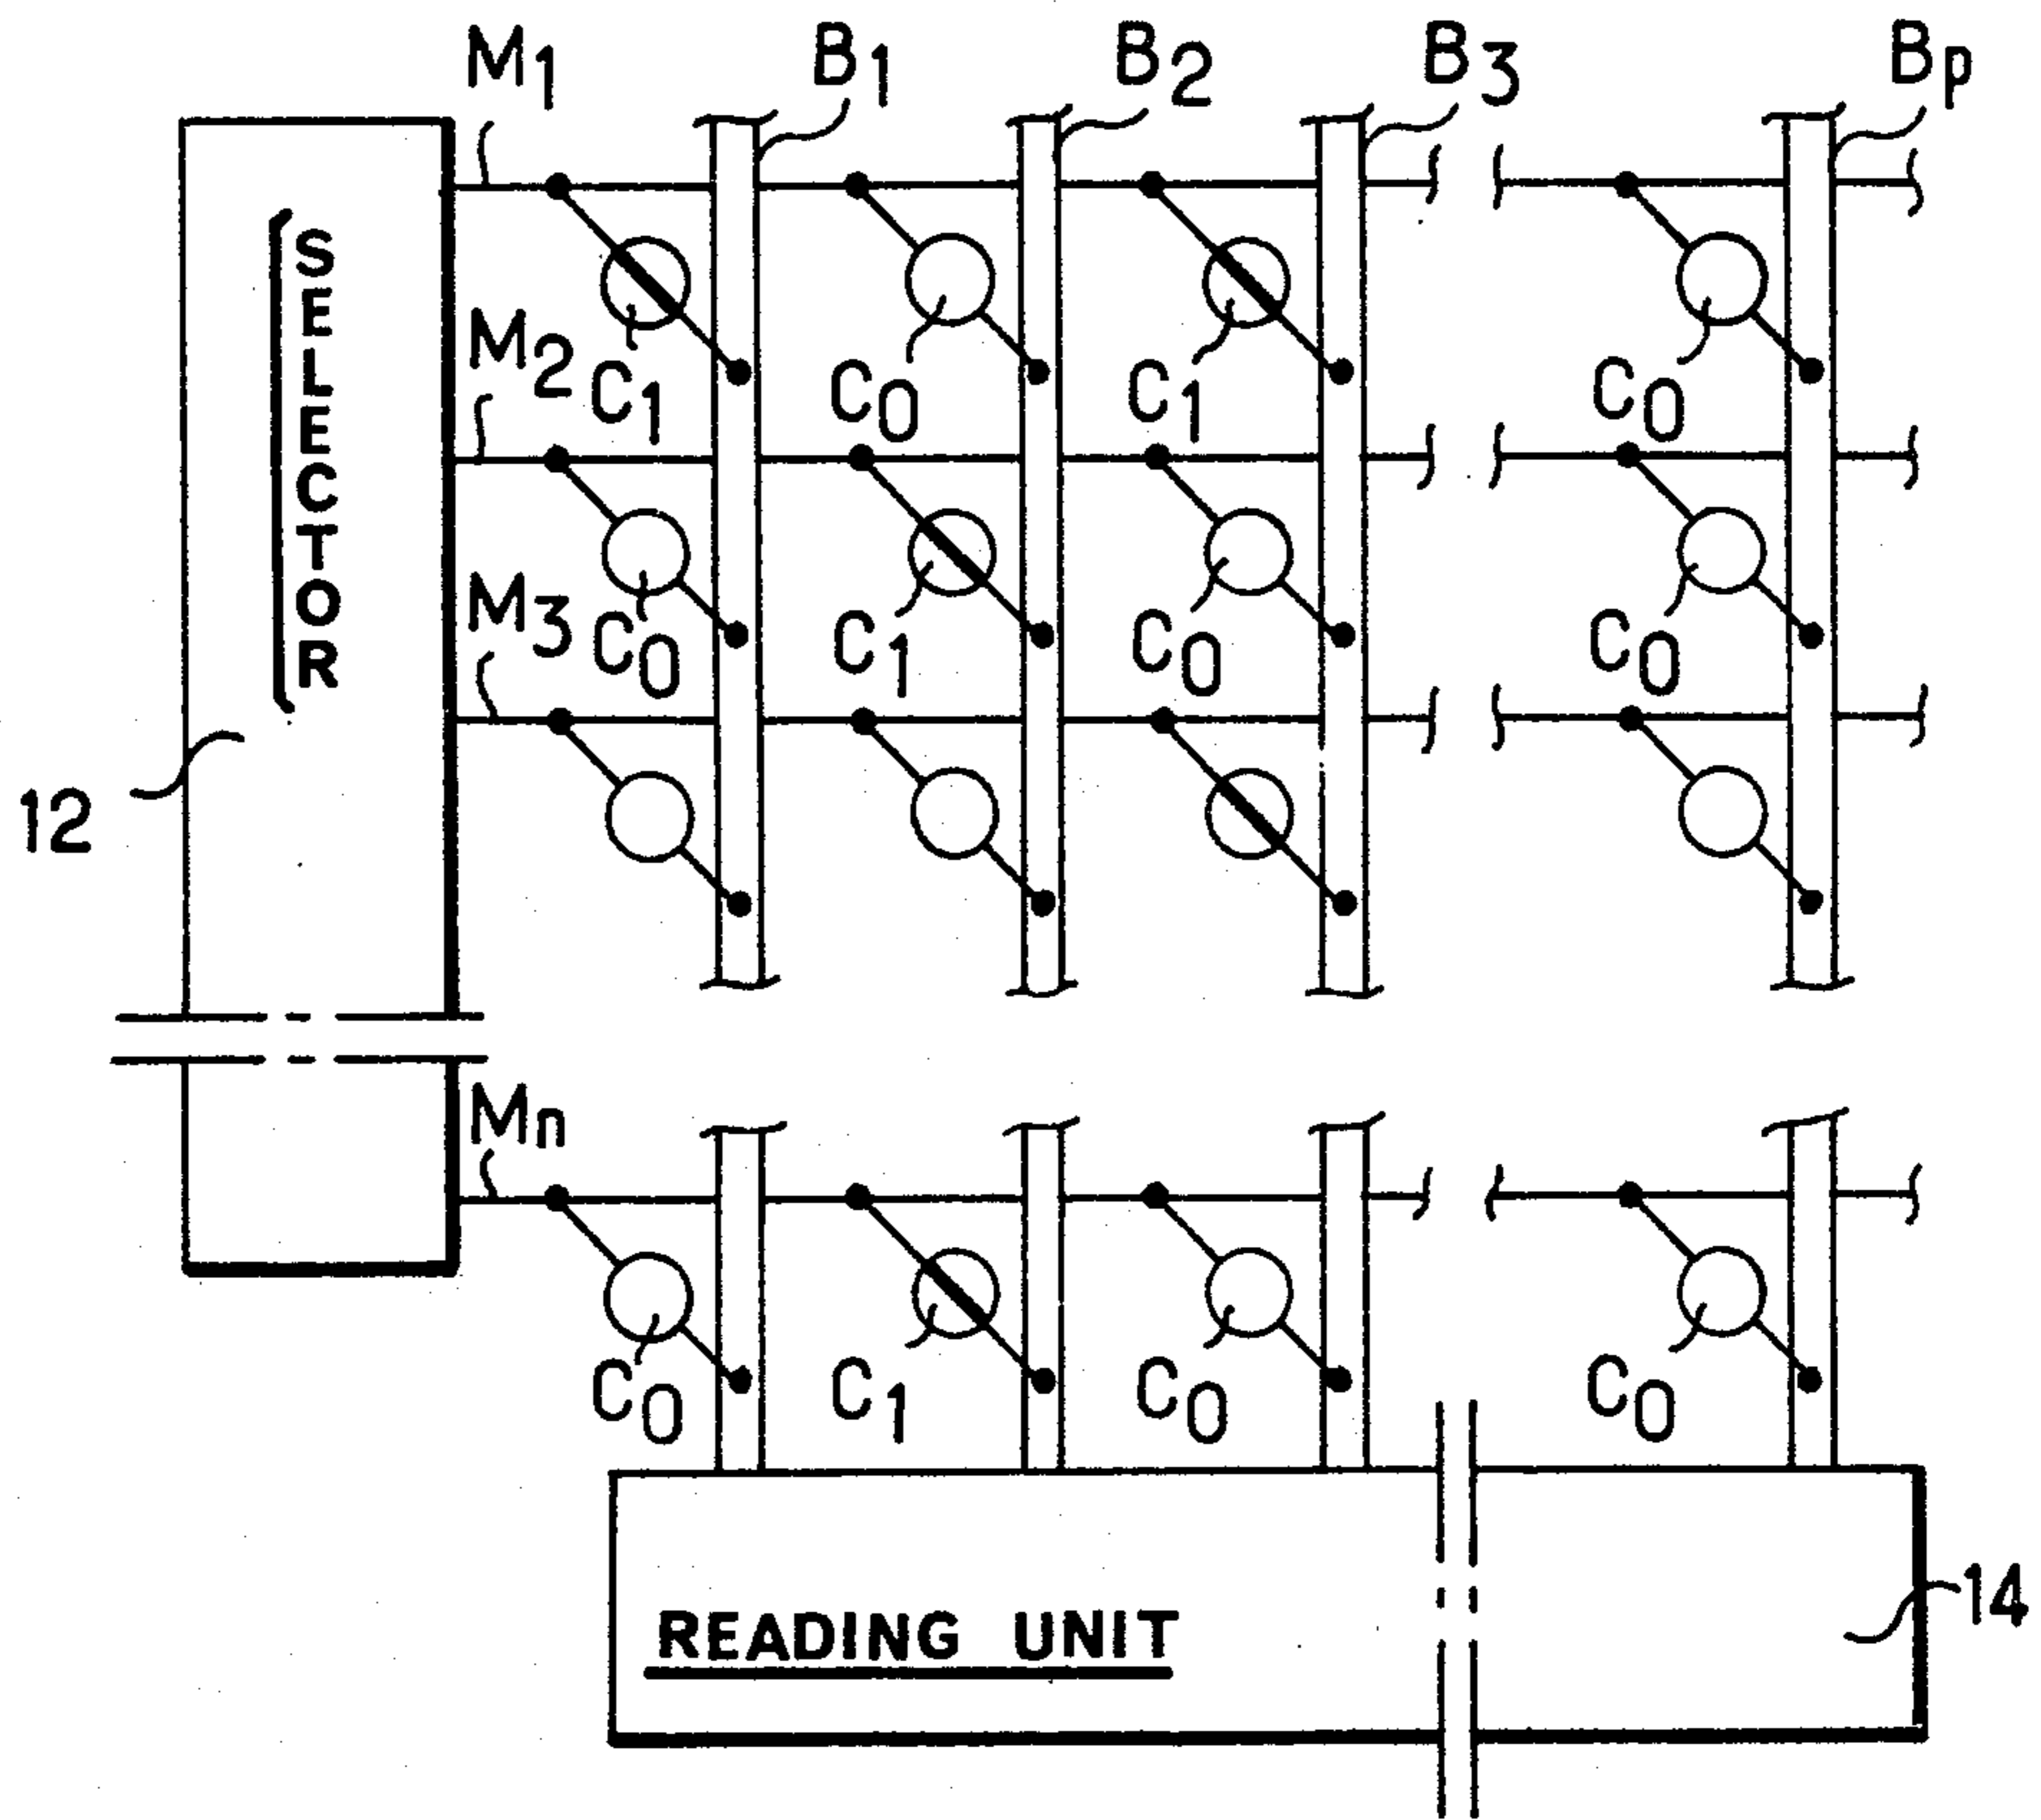 M1 B1 B2 B3 Bp
SELECTOR
M2 C1 C0 C1 C0
M3 C0 C1 C0 C0
12
Mn
C0 C1 C0 C0
READING UNIT
14